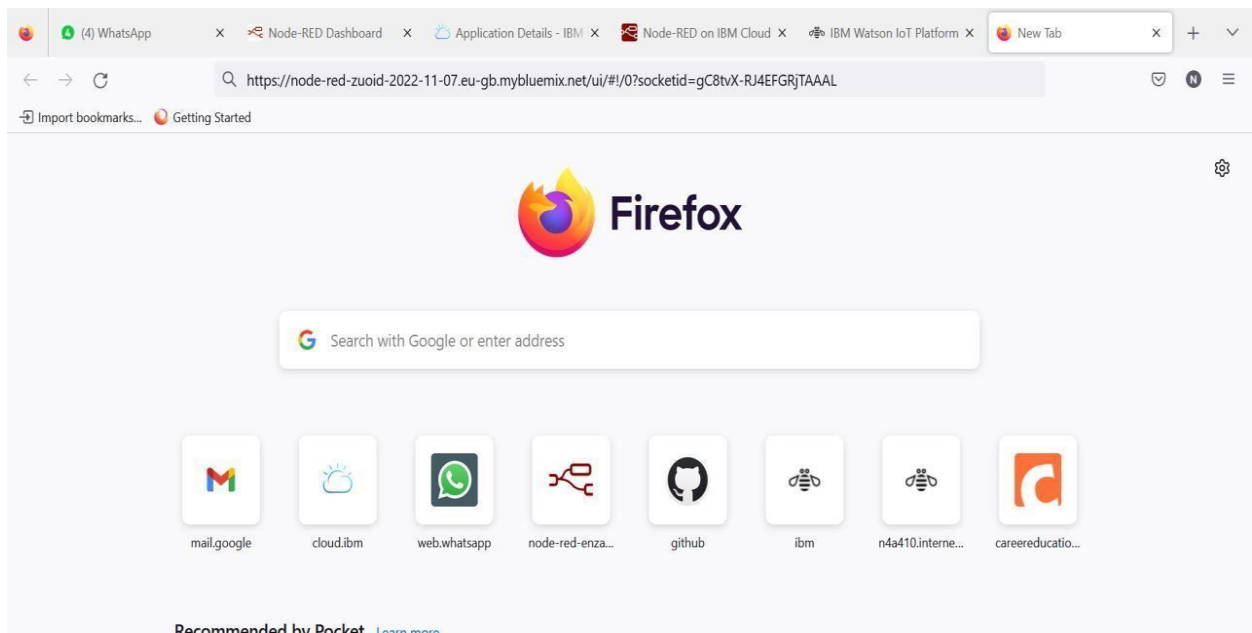 (4) WhatsApp
Node-RED Dashboard
Application Details - IBM
Node-RED on IBM Cloud
IBM Watson IoT Platform
New Tab
https://node-red-zuoid-2022-11-07.eu-gb.mybluemix.net/ui/#!/0?socketid=gC8tvX-RJ4EFGRjTAAAL
N
Import bookmarks...
Getting Started
Firefox
Search with Google or enter address
mail.google
cloud.ibm
web.whatsapp
node-red-enza...
github
ibm
n4a410.interne...
careereducatio...
Recommended by Pocket Learn more